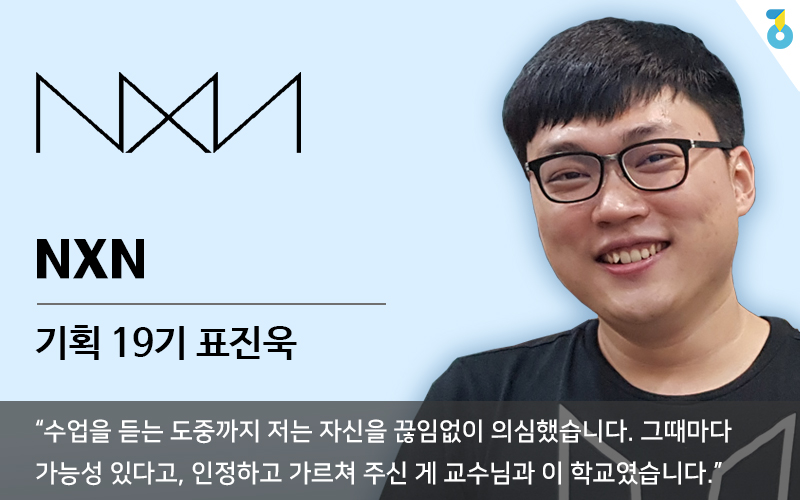 NXN
NXN
기획 19기 표진욱
“수업을 듣는 도중까지 저는 자신을 끊임없이 의심했습니다. 그때마다
가능성 있다고, 인정하고 가르쳐 주신 게 교수님과 이 학교였습니다.”